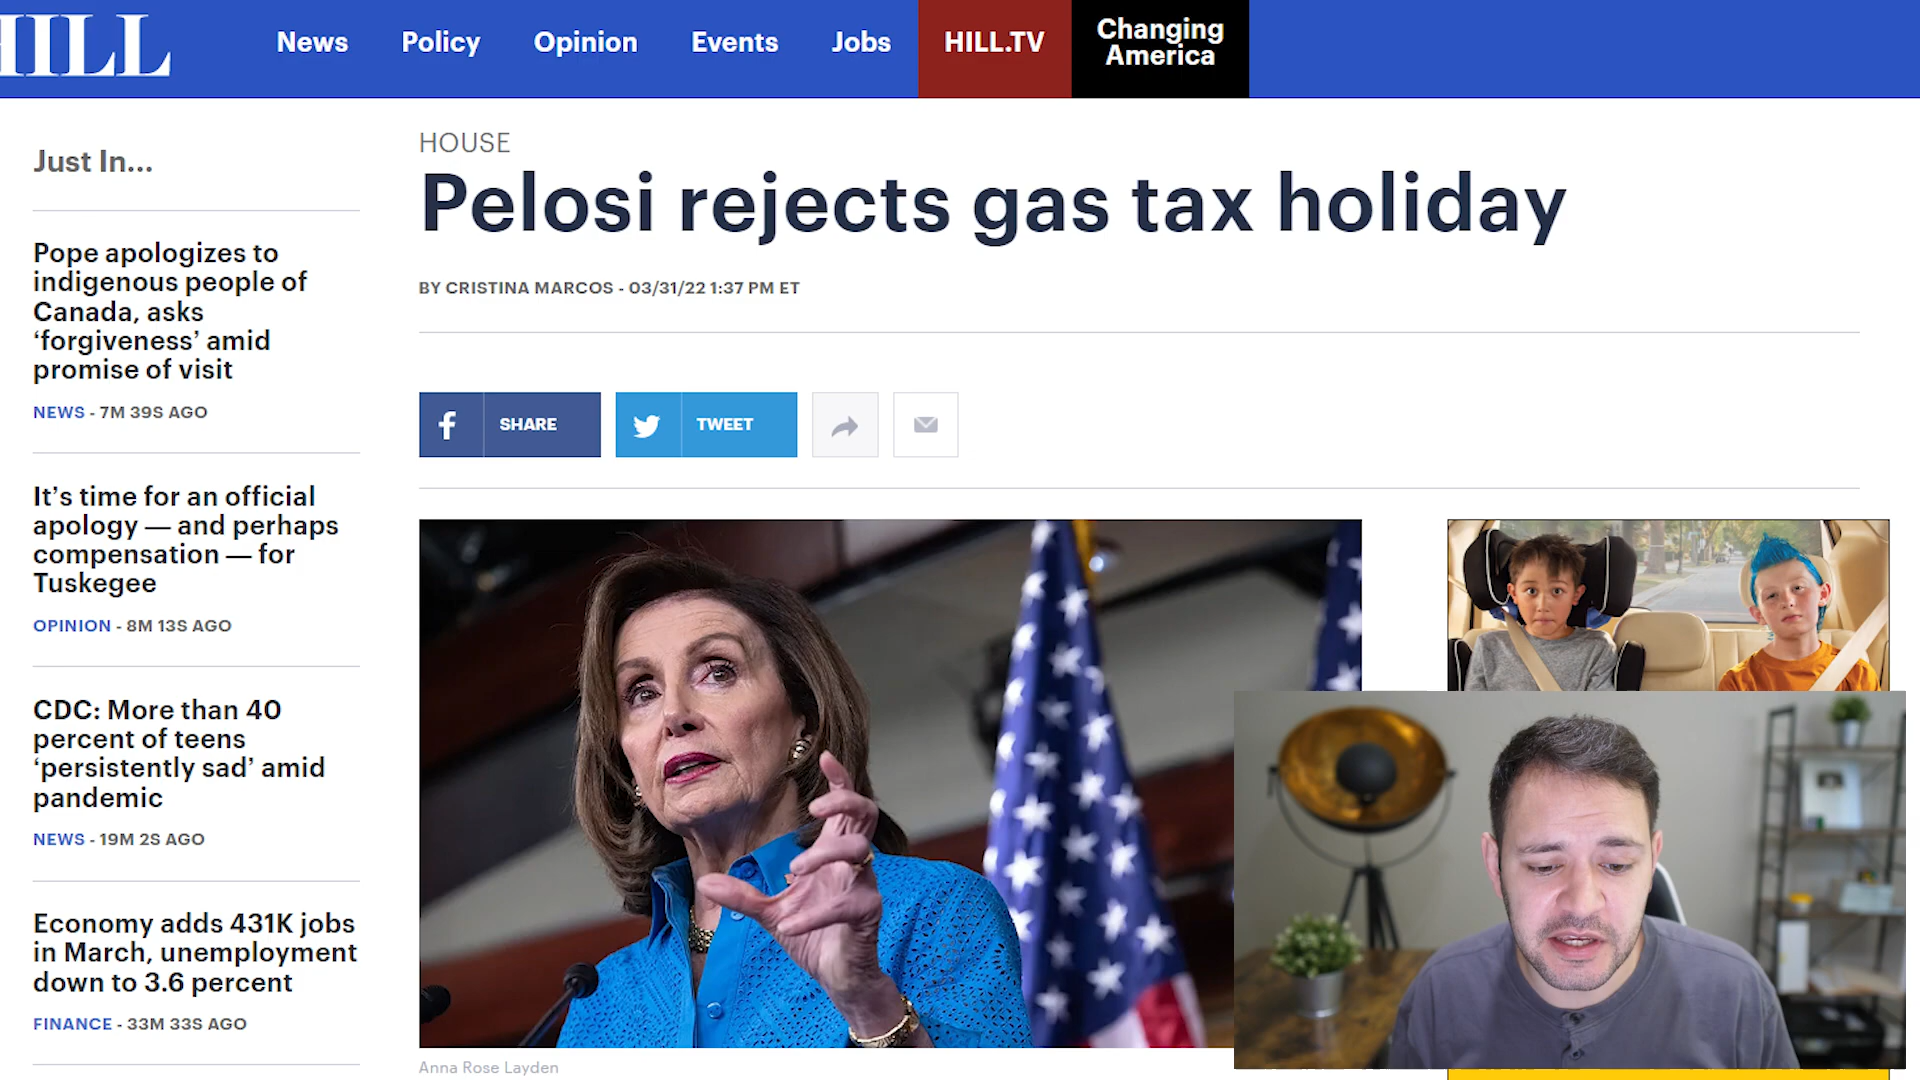 HILL
News
Policy
Opinion
Events
Jobs
HILL.TV
Changing
America
Just In...
Pope apologizes to
indigenous people of
Canada, asks
‘forgiveness’ amid
promise of visit
NEWS - 7M 39S AGO
It’s time for an official
apology — and perhaps
compensation — for
Tuskegee
OPINION - 8M 13S AGO
CDC: More than 40
percent of teens
‘persistently sad’ amid
pandemic
NEWS - 19M 2S AGO
Economy adds 431K jobs
in March, unemployment
down to 3.6 percent
FINANCE - 33M 33S AGO
HOUSE
Pelosi rejects gas tax holiday
BY CRISTINA MARCOS - 03/31/22 1:37 PM ET
SHARE
TWEET
Anna Rose Layden